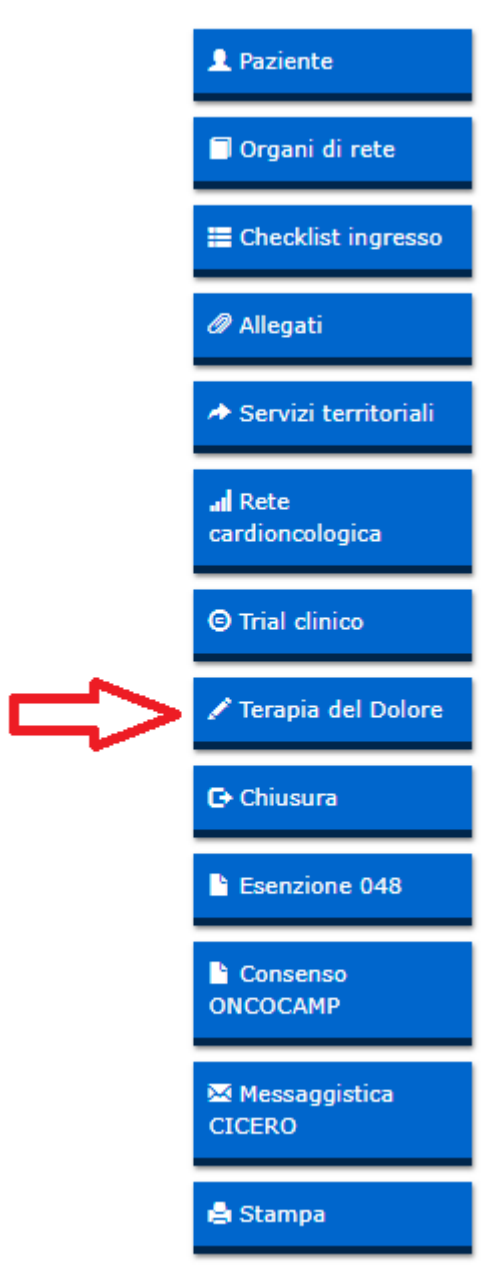 Paziente
Organi di rete
Checklist ingresso
Allegati
Servizi territoriali
Rete
cardioncologica
Trial clinico
Terapia del Dolore
Chiusura
Esenzione 048
Consenso
ONCOCAMP
Messaggistica
CICERO
Stampa